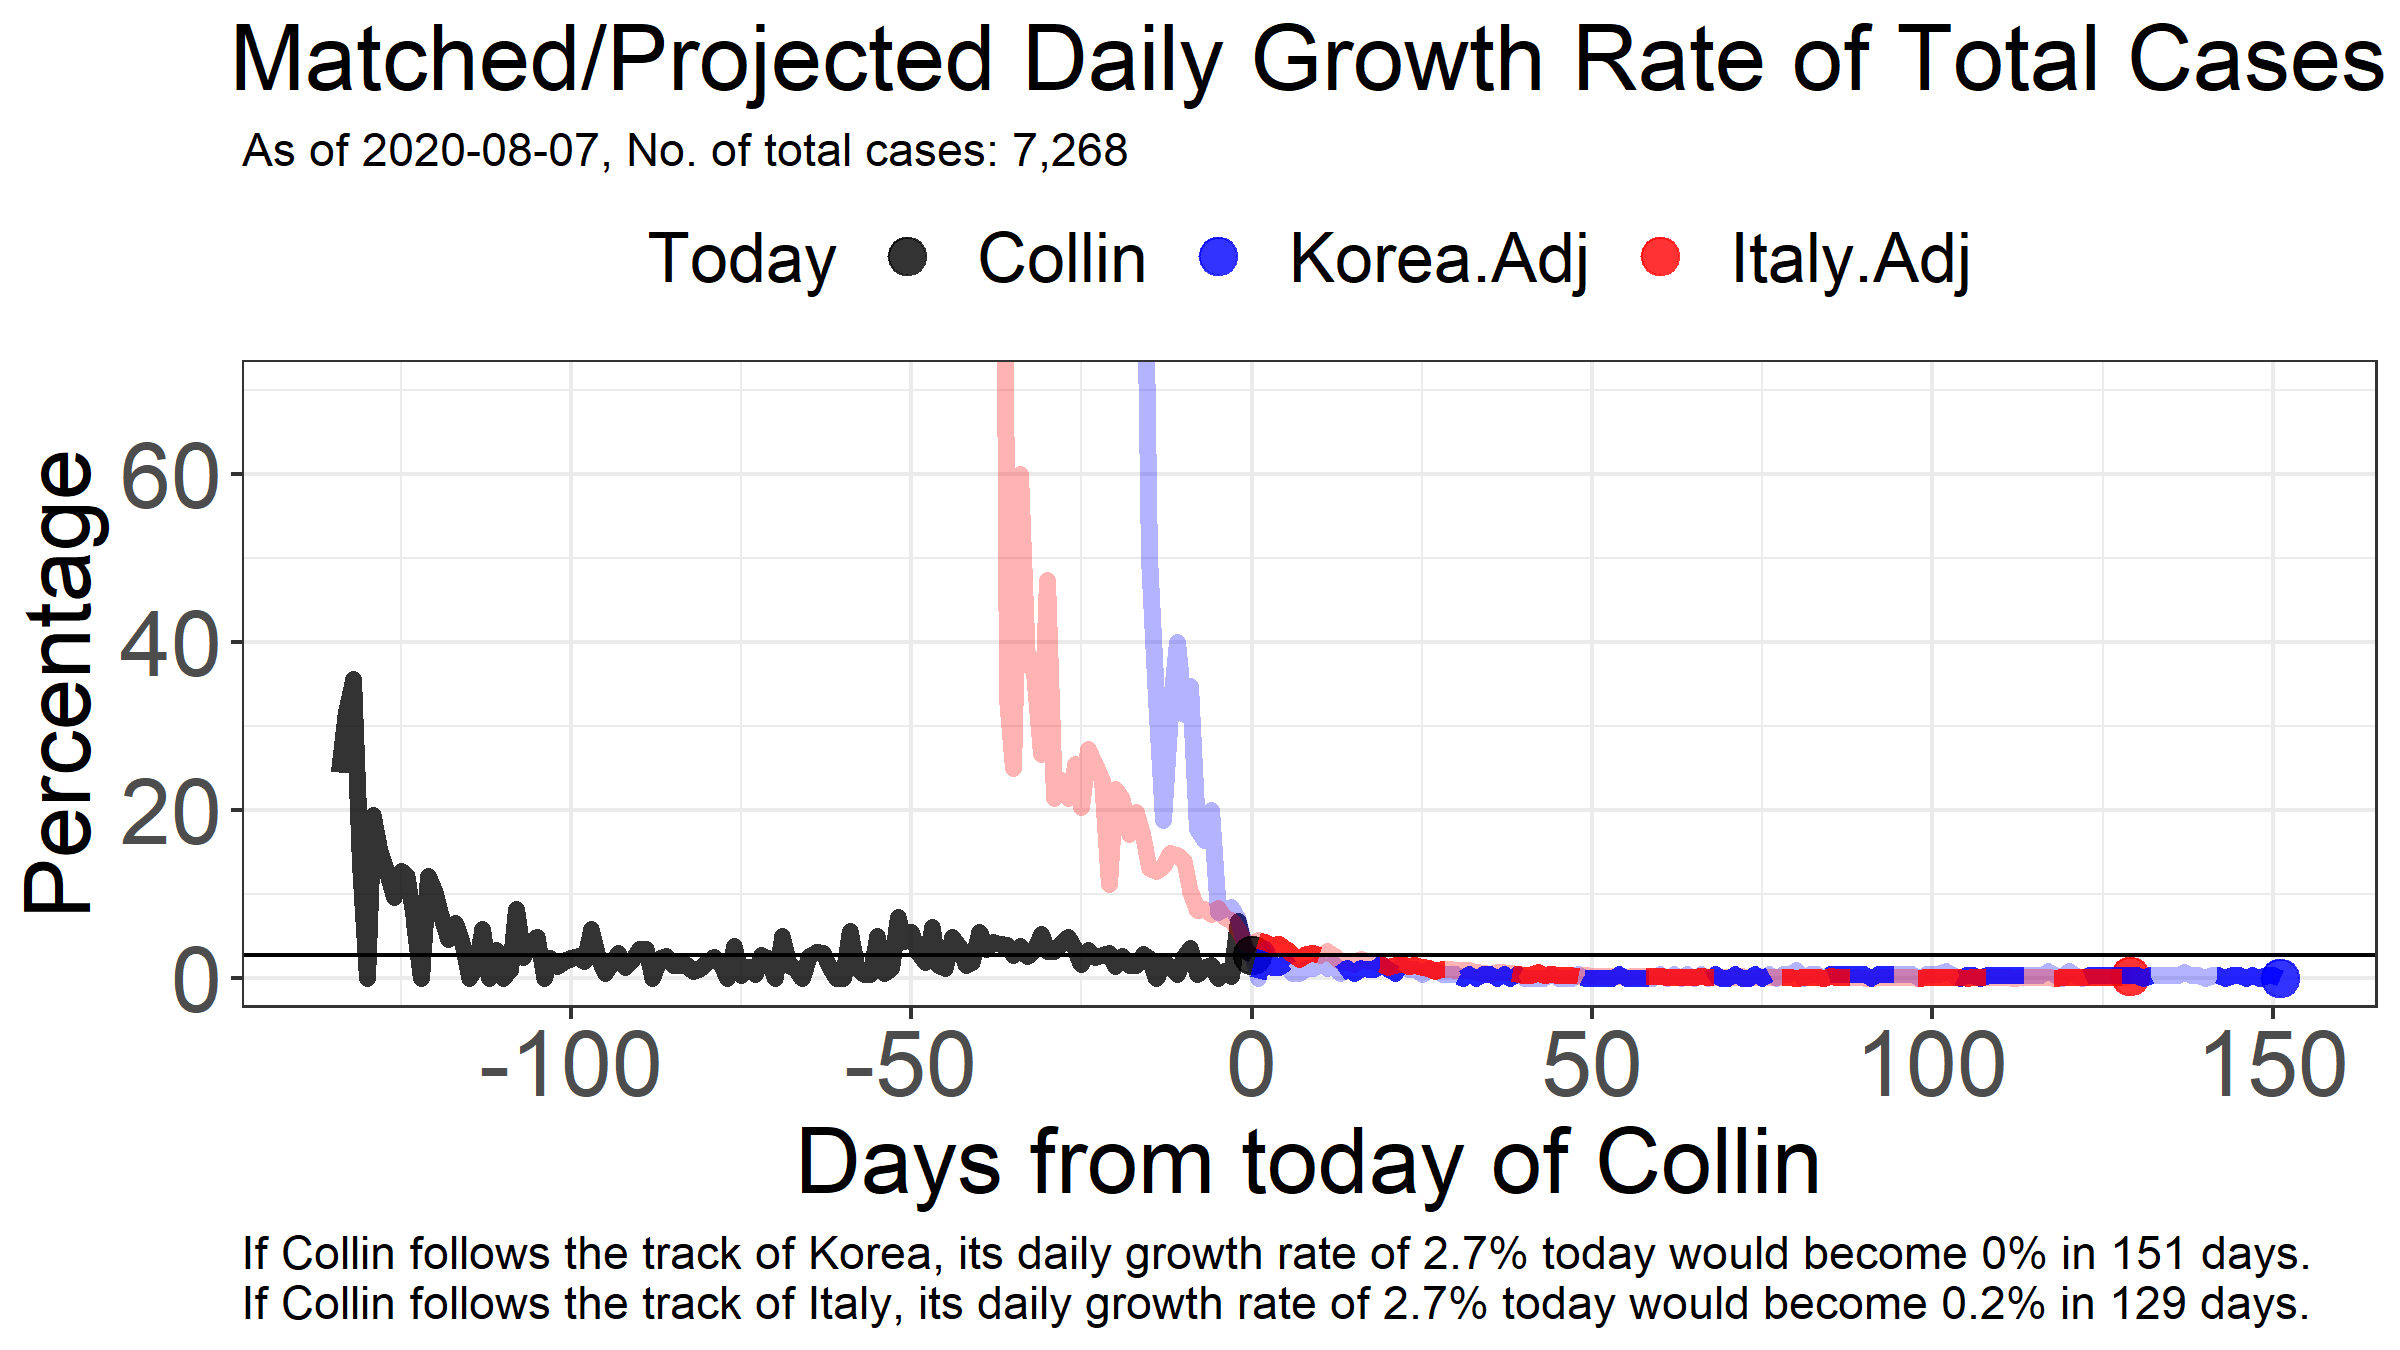 Matched/Projected Daily Growth Rate of Total Cases
As of 2020-08-07, No. of total cases: 7,268
Today Collin Korea.Adj Italy.Adj
Percentage
60
40
20
0
-100 -50 0 50 100 150
Days from today of Collin
If Collin follows the track of Korea, its daily growth rate of 2.7% today would become 0% in 151 days.
If Collin follows the track of Italy, its daily growth rate of 2.7% today would become 0.2% in 129 days.